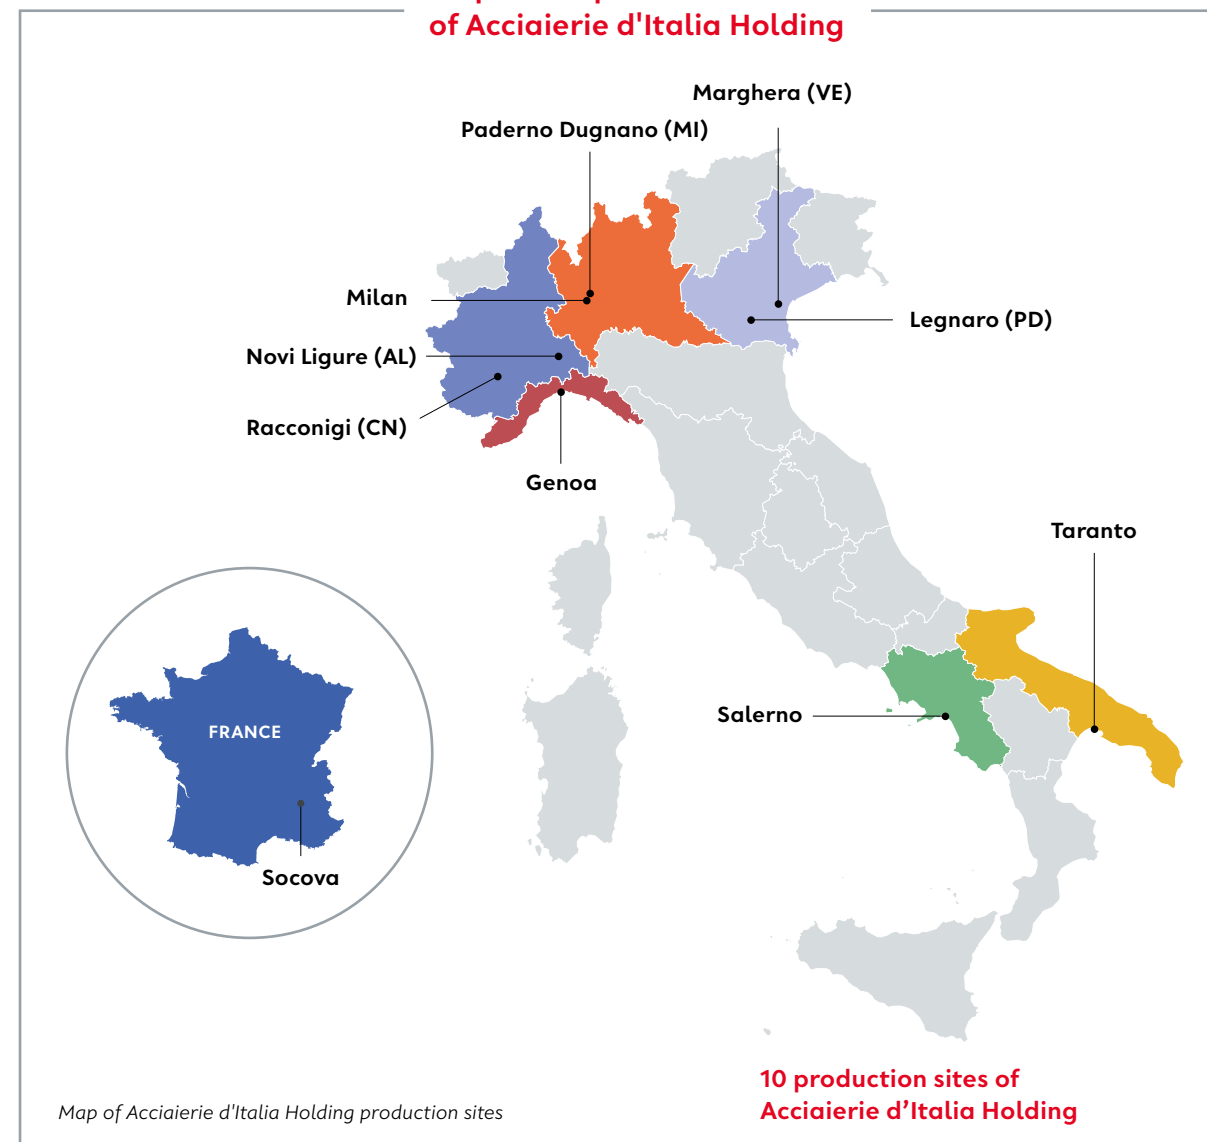 of Acciaierie d'Italia Holding
Marghera (VE)
Paderno Dugnano (MI)
Milan
Legnaro (PD)
Novi Ligure (AL)
Racconigi (CN)
Genoa
Taranto
Salerno
FRANCE
Socova
10 production sites of
Acciaierie d’Italia Holding
Map of Acciaierie d'Italia Holding production sites